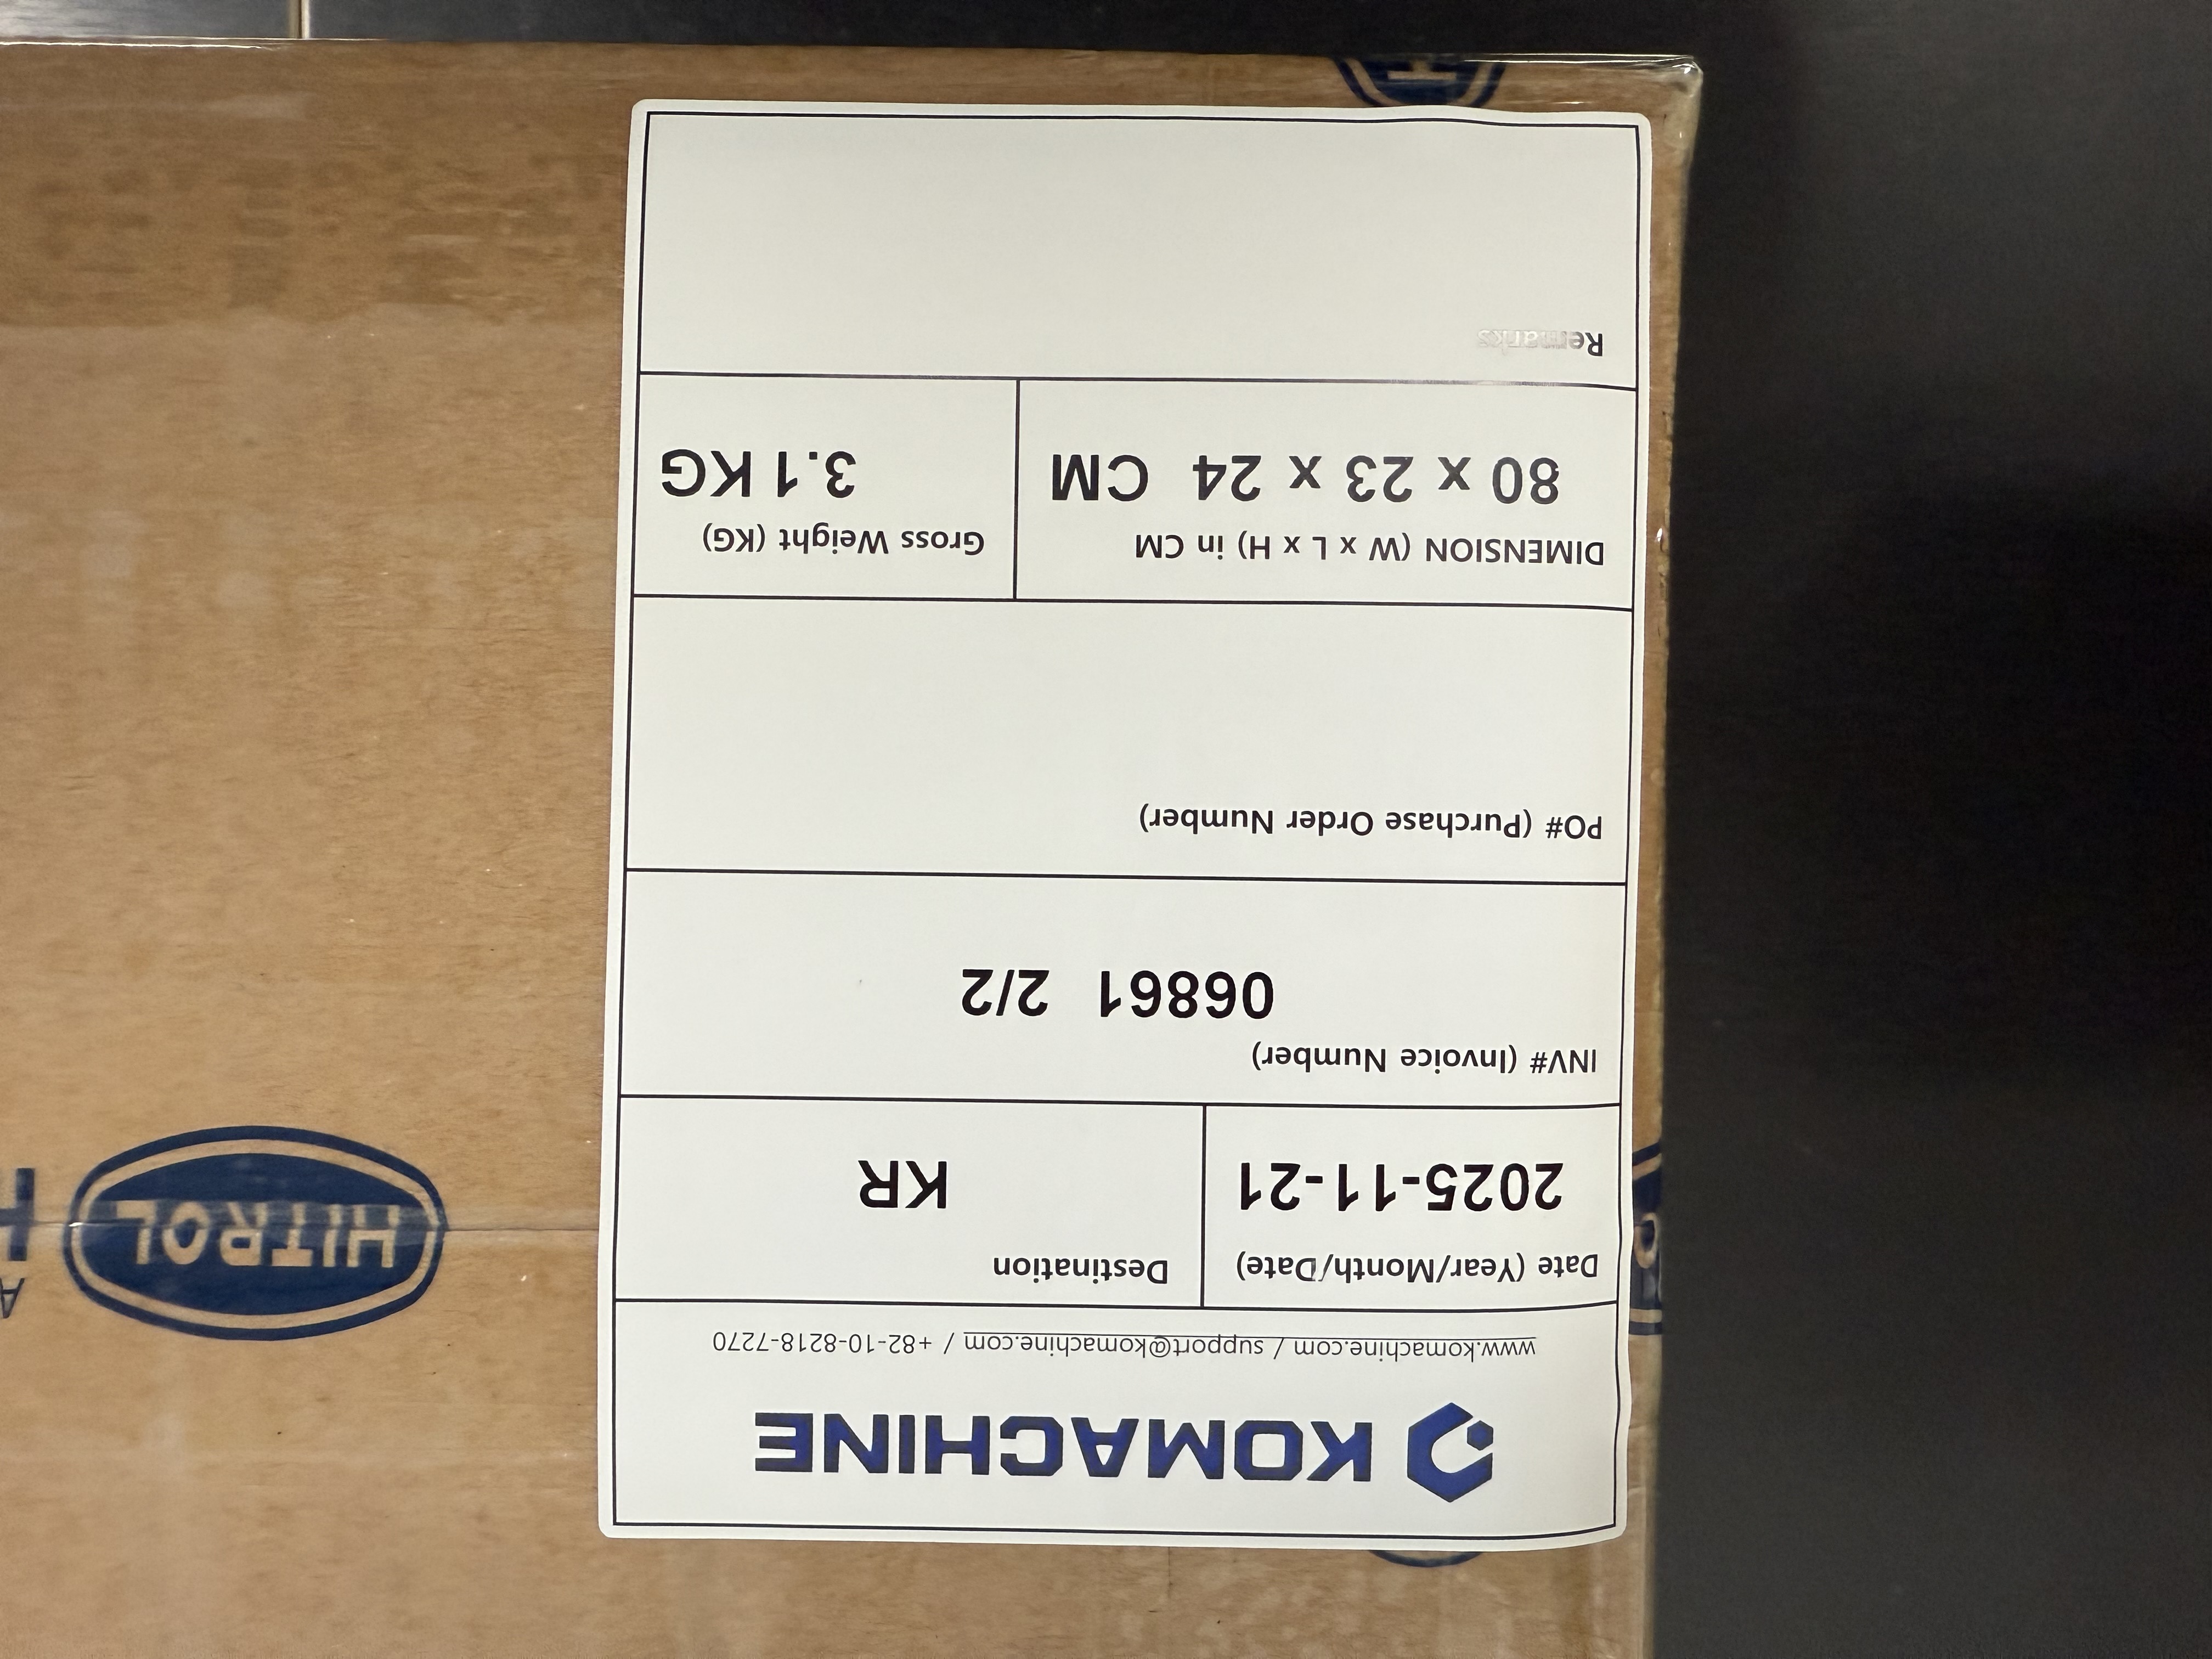 KOMACHINE
www.komachine.com / support@komachine.com / +82-10-8218-7270
Date (Year/Month/Date)
2025-11-21
Destination
KR
INV# (Invoice Number)
06861 2/2
PO# (Purchase Order Number)
DIMENSION (W x L x H) in CM
80 x 23 x 24 CM
Gross Weight (KG)
3.1 KG
Remarks
HITROL